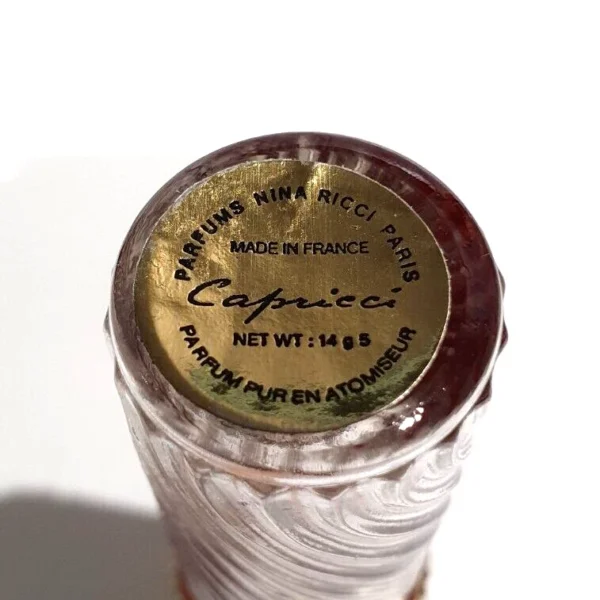 PARFUMS NINA RICCI PARIS
MADE IN FRANCE
Capricci
NET WT : 14 g 5
PARFUM PUR EN ATOMISEUR